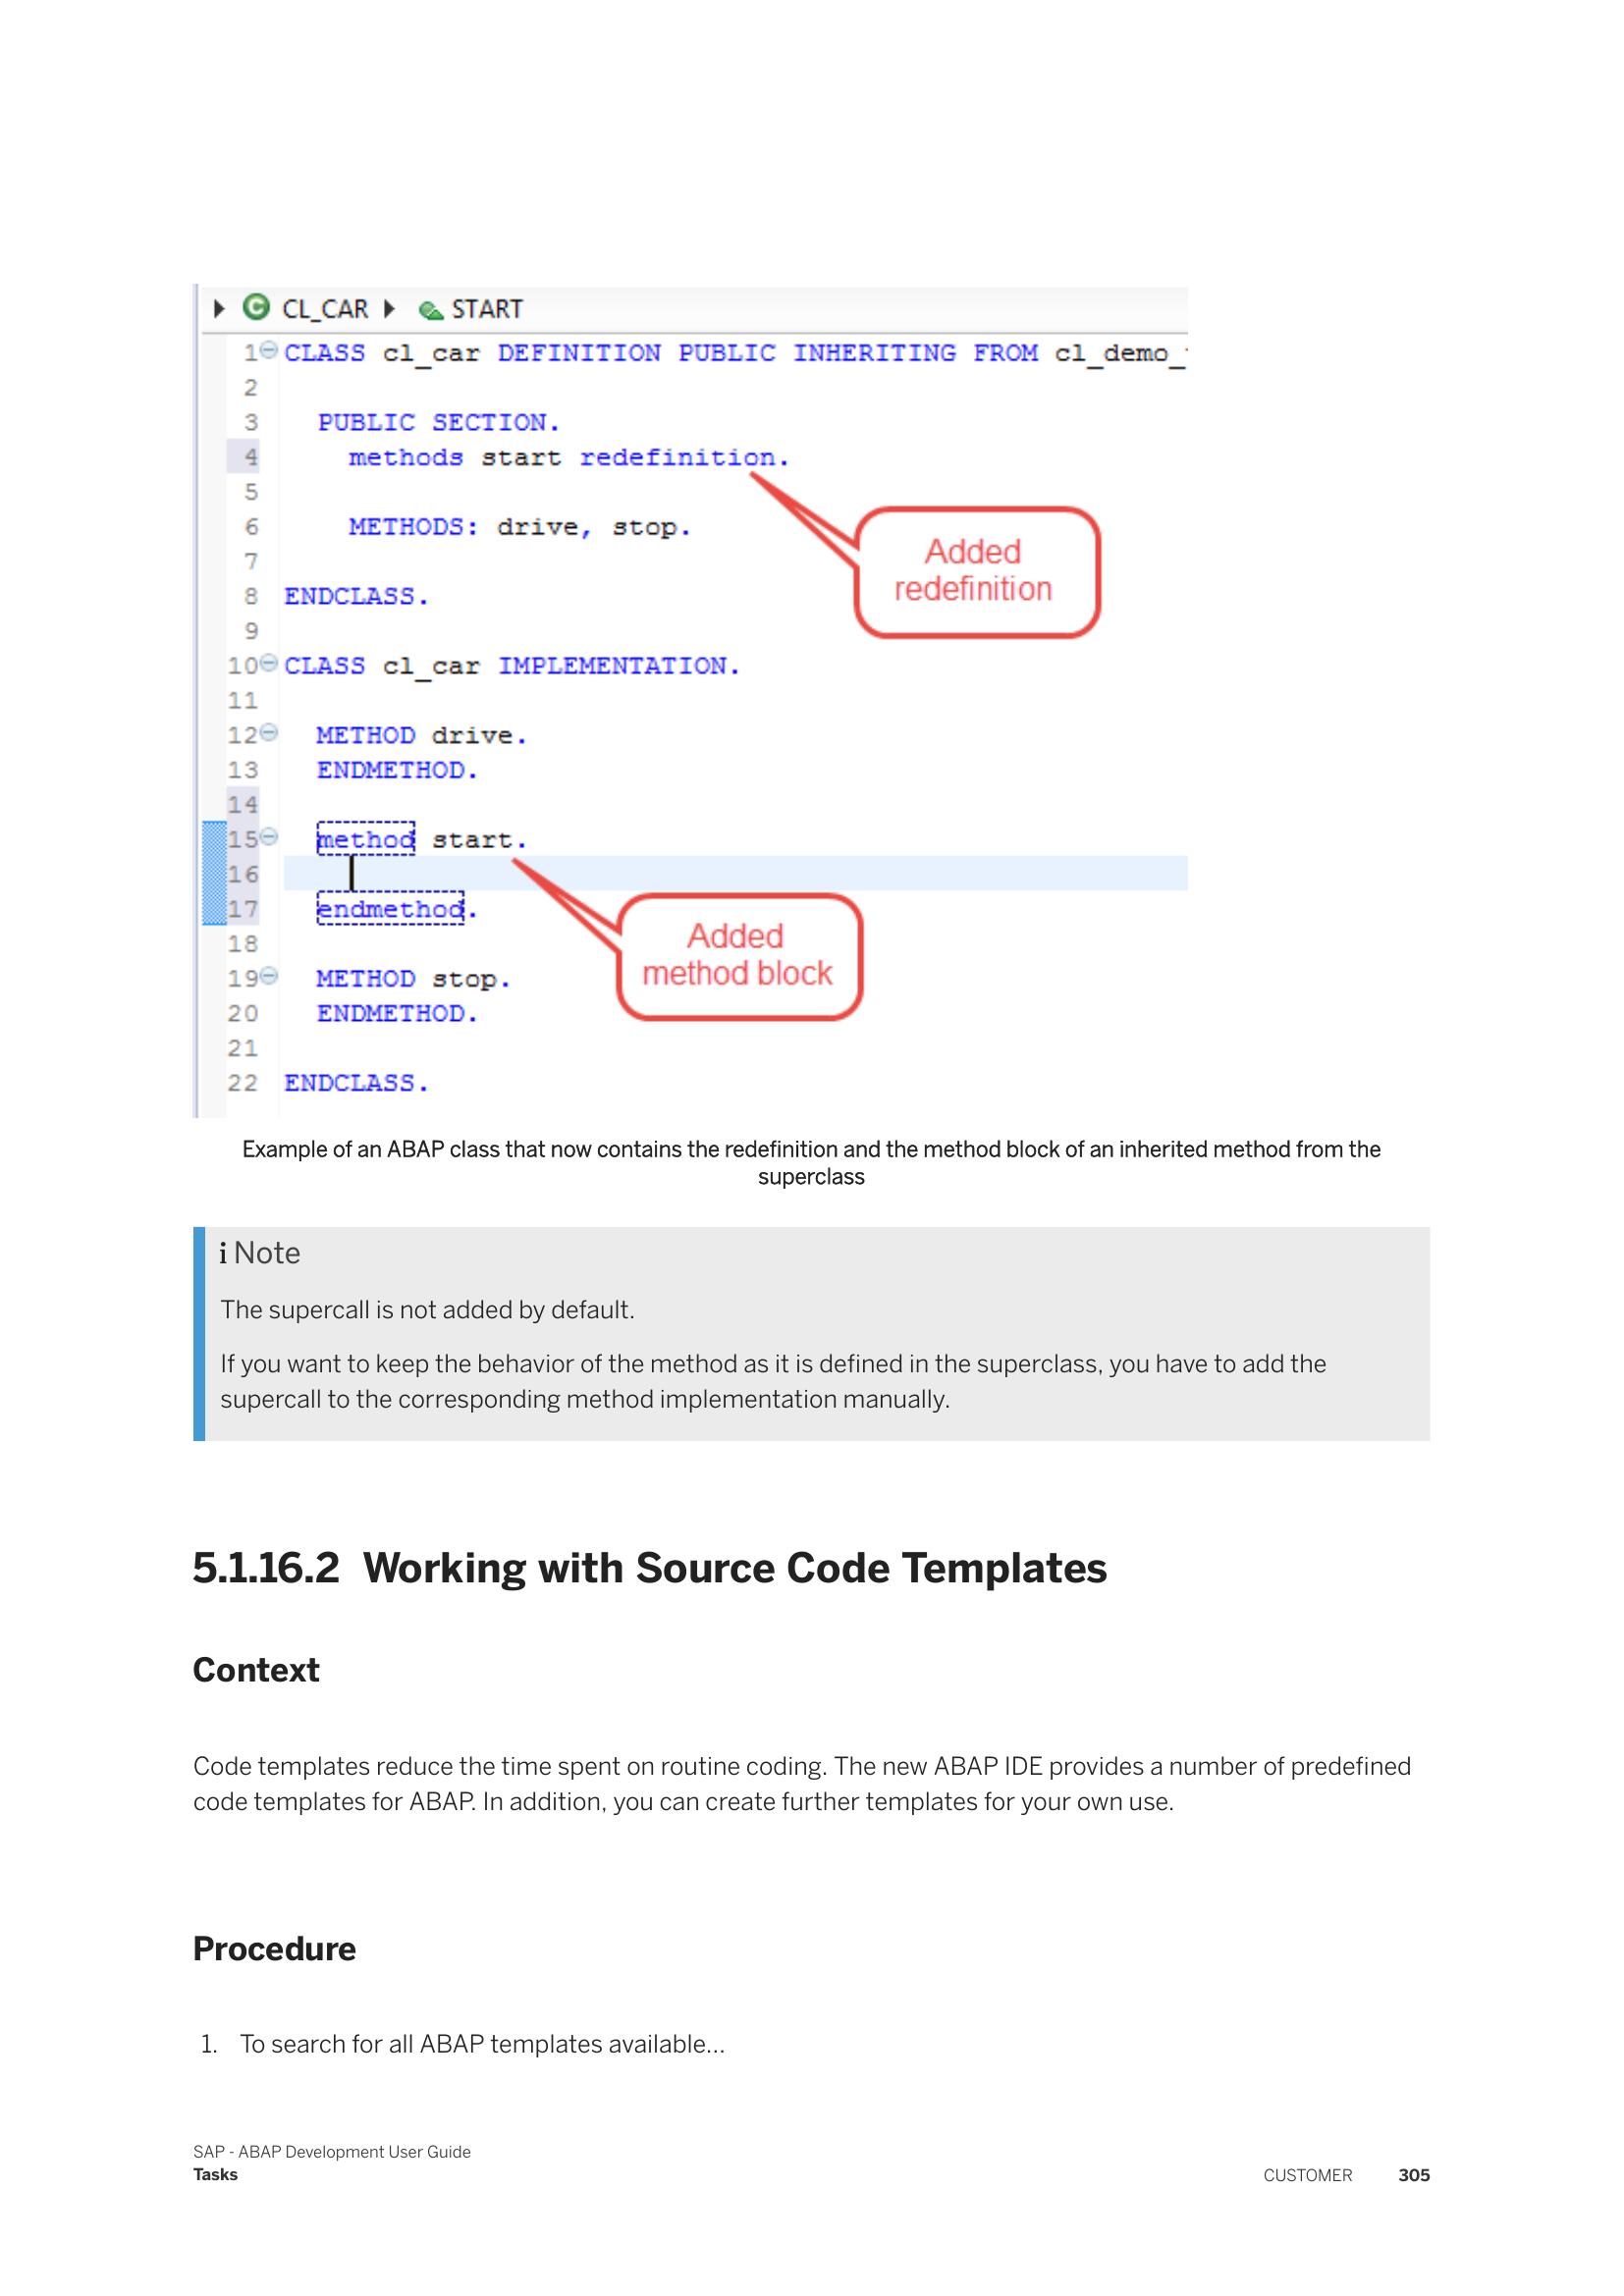 CL_CAR START
1 CLASS cl_car DEFINITION PUBLIC INHERITING FROM cl_demo_
2
3 PUBLIC SECTION.
4 methods start redefinition.
5
6 METHODS: drive, stop.
7
8 ENDCLASS.
9
10 CLASS cl_car IMPLEMENTATION.
11
12 METHOD drive.
13 ENDMETHOD.
14
15 method start.
16
17 endmethod.
18
19 METHOD stop.
20 ENDMETHOD.
21
22 ENDCLASS.
Added
redefinition
Added
method block
Example of an ABAP class that now contains the redefinition and the method block of an inherited method from the
superclass
i Note
The supercall is not added by default.
If you want to keep the behavior of the method as it is defined in the superclass, you have to add the
supercall to the corresponding method implementation manually.
5.1.16.2 Working with Source Code Templates
Context
Code templates reduce the time spent on routine coding. The new ABAP IDE provides a number of predefined
code templates for ABAP. In addition, you can create further templates for your own use.
Procedure
1. To search for all ABAP templates available...
SAP - ABAP Development User Guide
Tasks
CUSTOMER 305